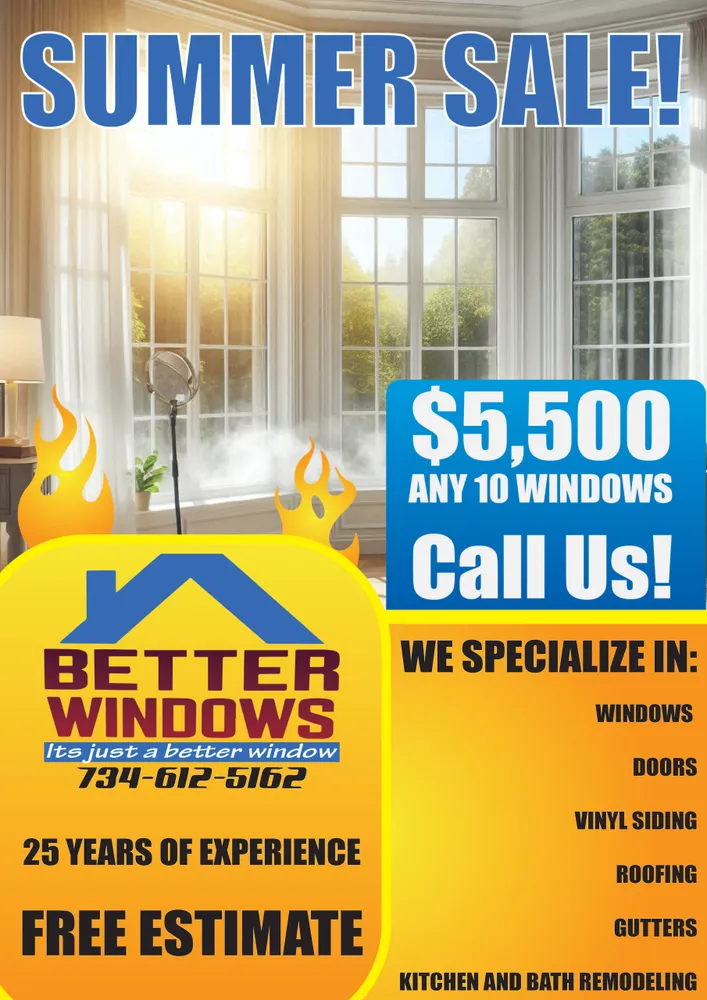 SUMMER SALE!
$5,500
ANY 10 WINDOWS
Call Us!
BETTER
WINDOWS
Its just a better window
734-612-5162
25 YEARS OF EXPERIENCE
FREE ESTIMATE
WE SPECIALIZE IN:
WINDOWS
DOORS
VINYL SIDING
ROOFING
GUTTERS
KITCHEN AND BATH REMODELING